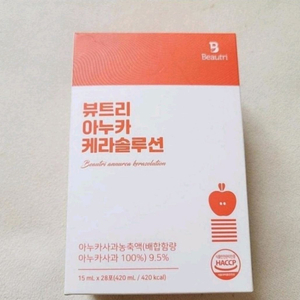 B
Beautri
뷰트리
아누카
케라솔루션
Beautri annurca kerasolution
아누카사과농축액(배합함량
아누카사과 100%) 9.5%
15 mL x 28포(420 mL / 420 kcal)
HACCP